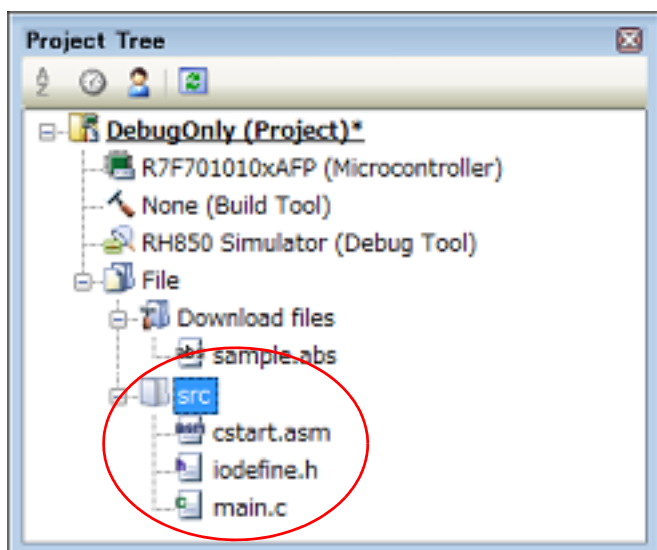 Project Tree
DebugOnly (Project)*
R7F701010xAFP (Microcontroller)
None (Build Tool)
RH850 Simulator (Debug Tool)
File
Download files
sample.abs
src
cstart.asm
iodefine.h
main.c